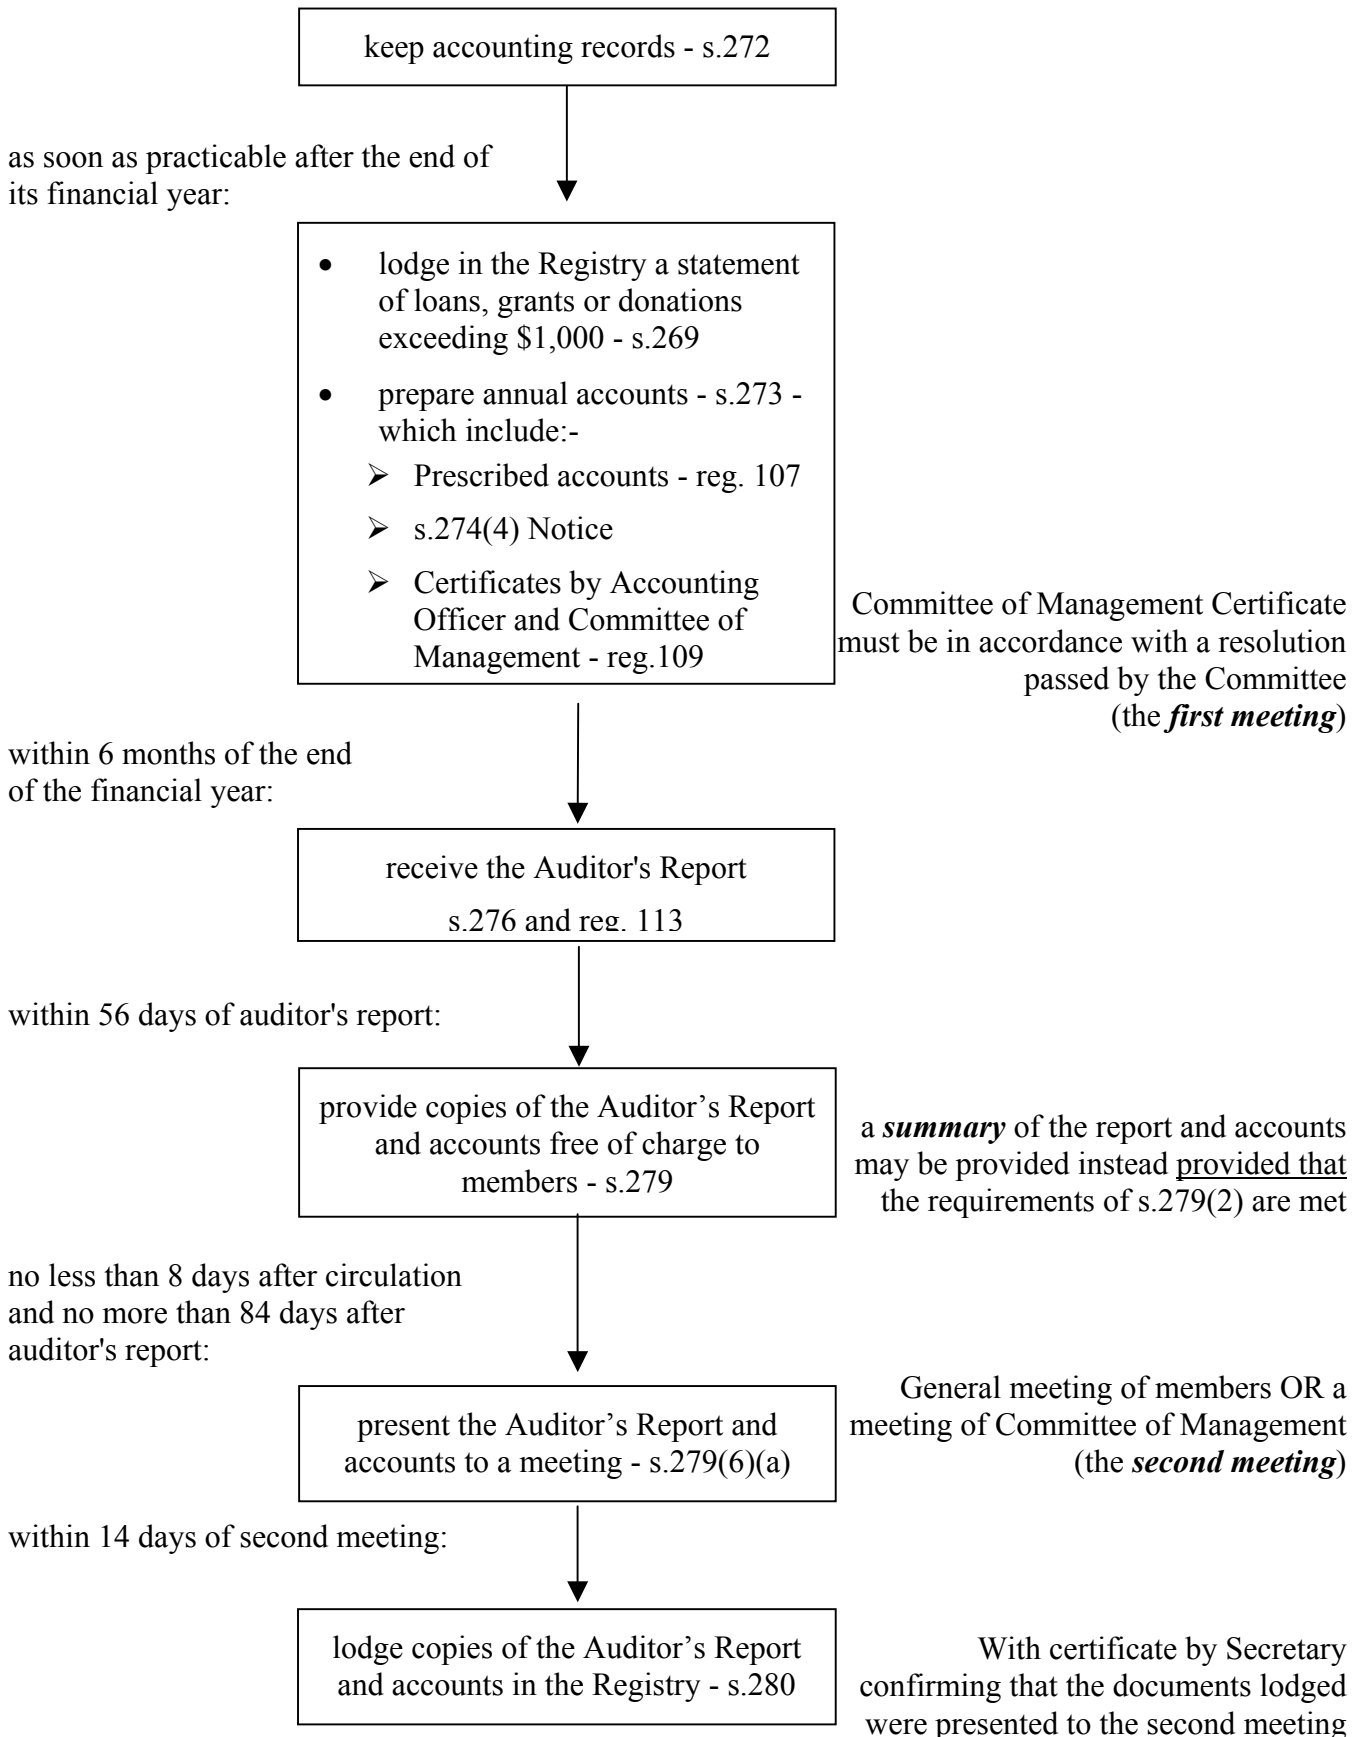 keep accounting records - s.272
as soon as practicable after the end of
its financial year:
• lodge in the Registry a statement
of loans, grants or donations
exceeding $1,000 - s.269
• prepare annual accounts - s.273 -
which include:-
➢ Prescribed accounts - reg. 107
➢ s.274(4) Notice
➢ Certificates by Accounting
Officer and Committee of
Management - reg.109
Committee of Management Certificate
must be in accordance with a resolution
passed by the Committee
(the first meeting)
within 6 months of the end
of the financial year:
receive the Auditor's Report
s.276 and reg. 113
within 56 days of auditor's report:
provide copies of the Auditor’s Report
and accounts free of charge to
members - s.279
a summary of the report and accounts
may be provided instead provided that
the requirements of s.279(2) are met
no less than 8 days after circulation
and no more than 84 days after
auditor's report:
present the Auditor’s Report and
accounts to a meeting - s.279(6)(a)
General meeting of members OR a
meeting of Committee of Management
(the second meeting)
within 14 days of second meeting:
lodge copies of the Auditor’s Report
and accounts in the Registry - s.280
With certificate by Secretary
confirming that the documents lodged
were presented to the second meeting